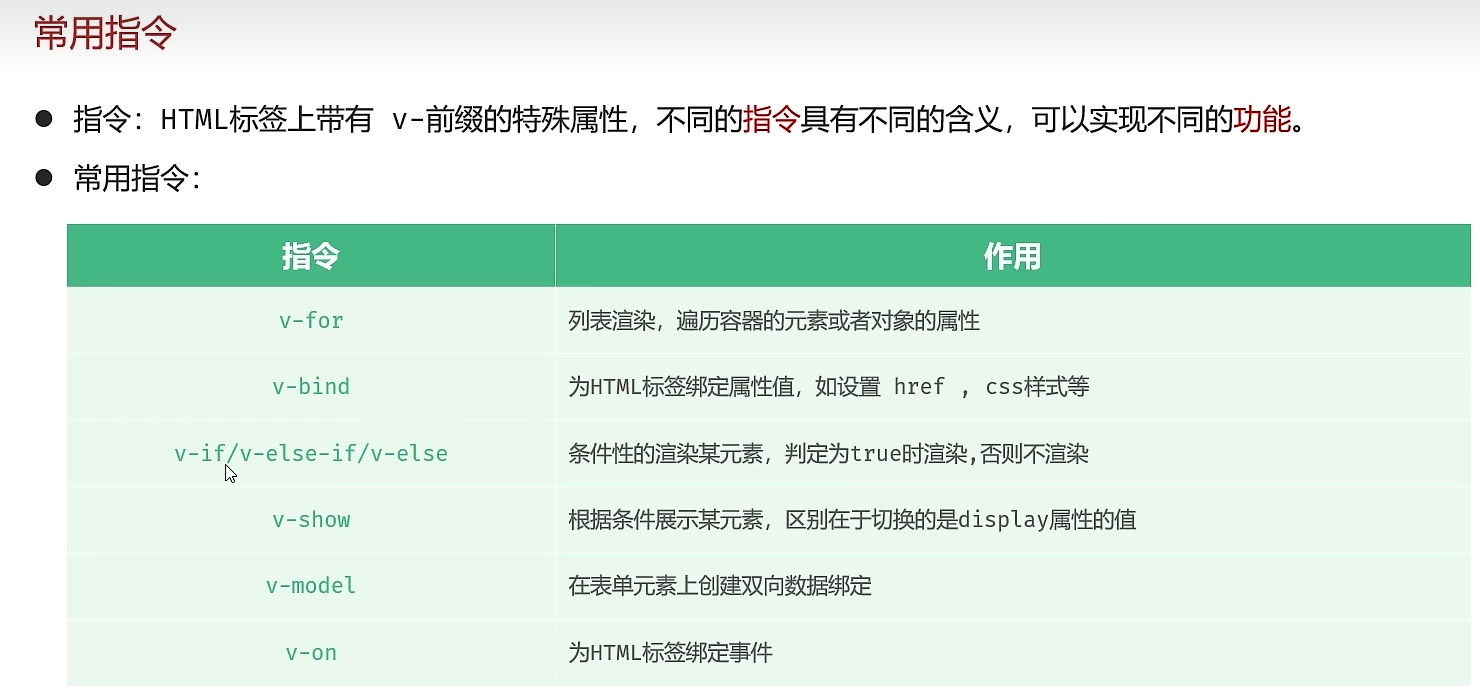 常用指令
指令：HTML标签上带有 v-前缀的特殊属性，不同的指令具有不同的含义，可以实现不同的功能。
常用指令：
指令 作用
v-for 列表渲染，遍历容器的元素或者对象的属性
v-bind 为HTML标签绑定属性值，如设置 href , css样式等
v-if/v-else-if/v-else 条件性的渲染某元素，判定为true时渲染,否则不渲染
v-show 根据条件展示某元素，区别在于切换的是display属性的值
v-model 在表单元素上创建双向数据绑定
v-on 为HTML标签绑定事件